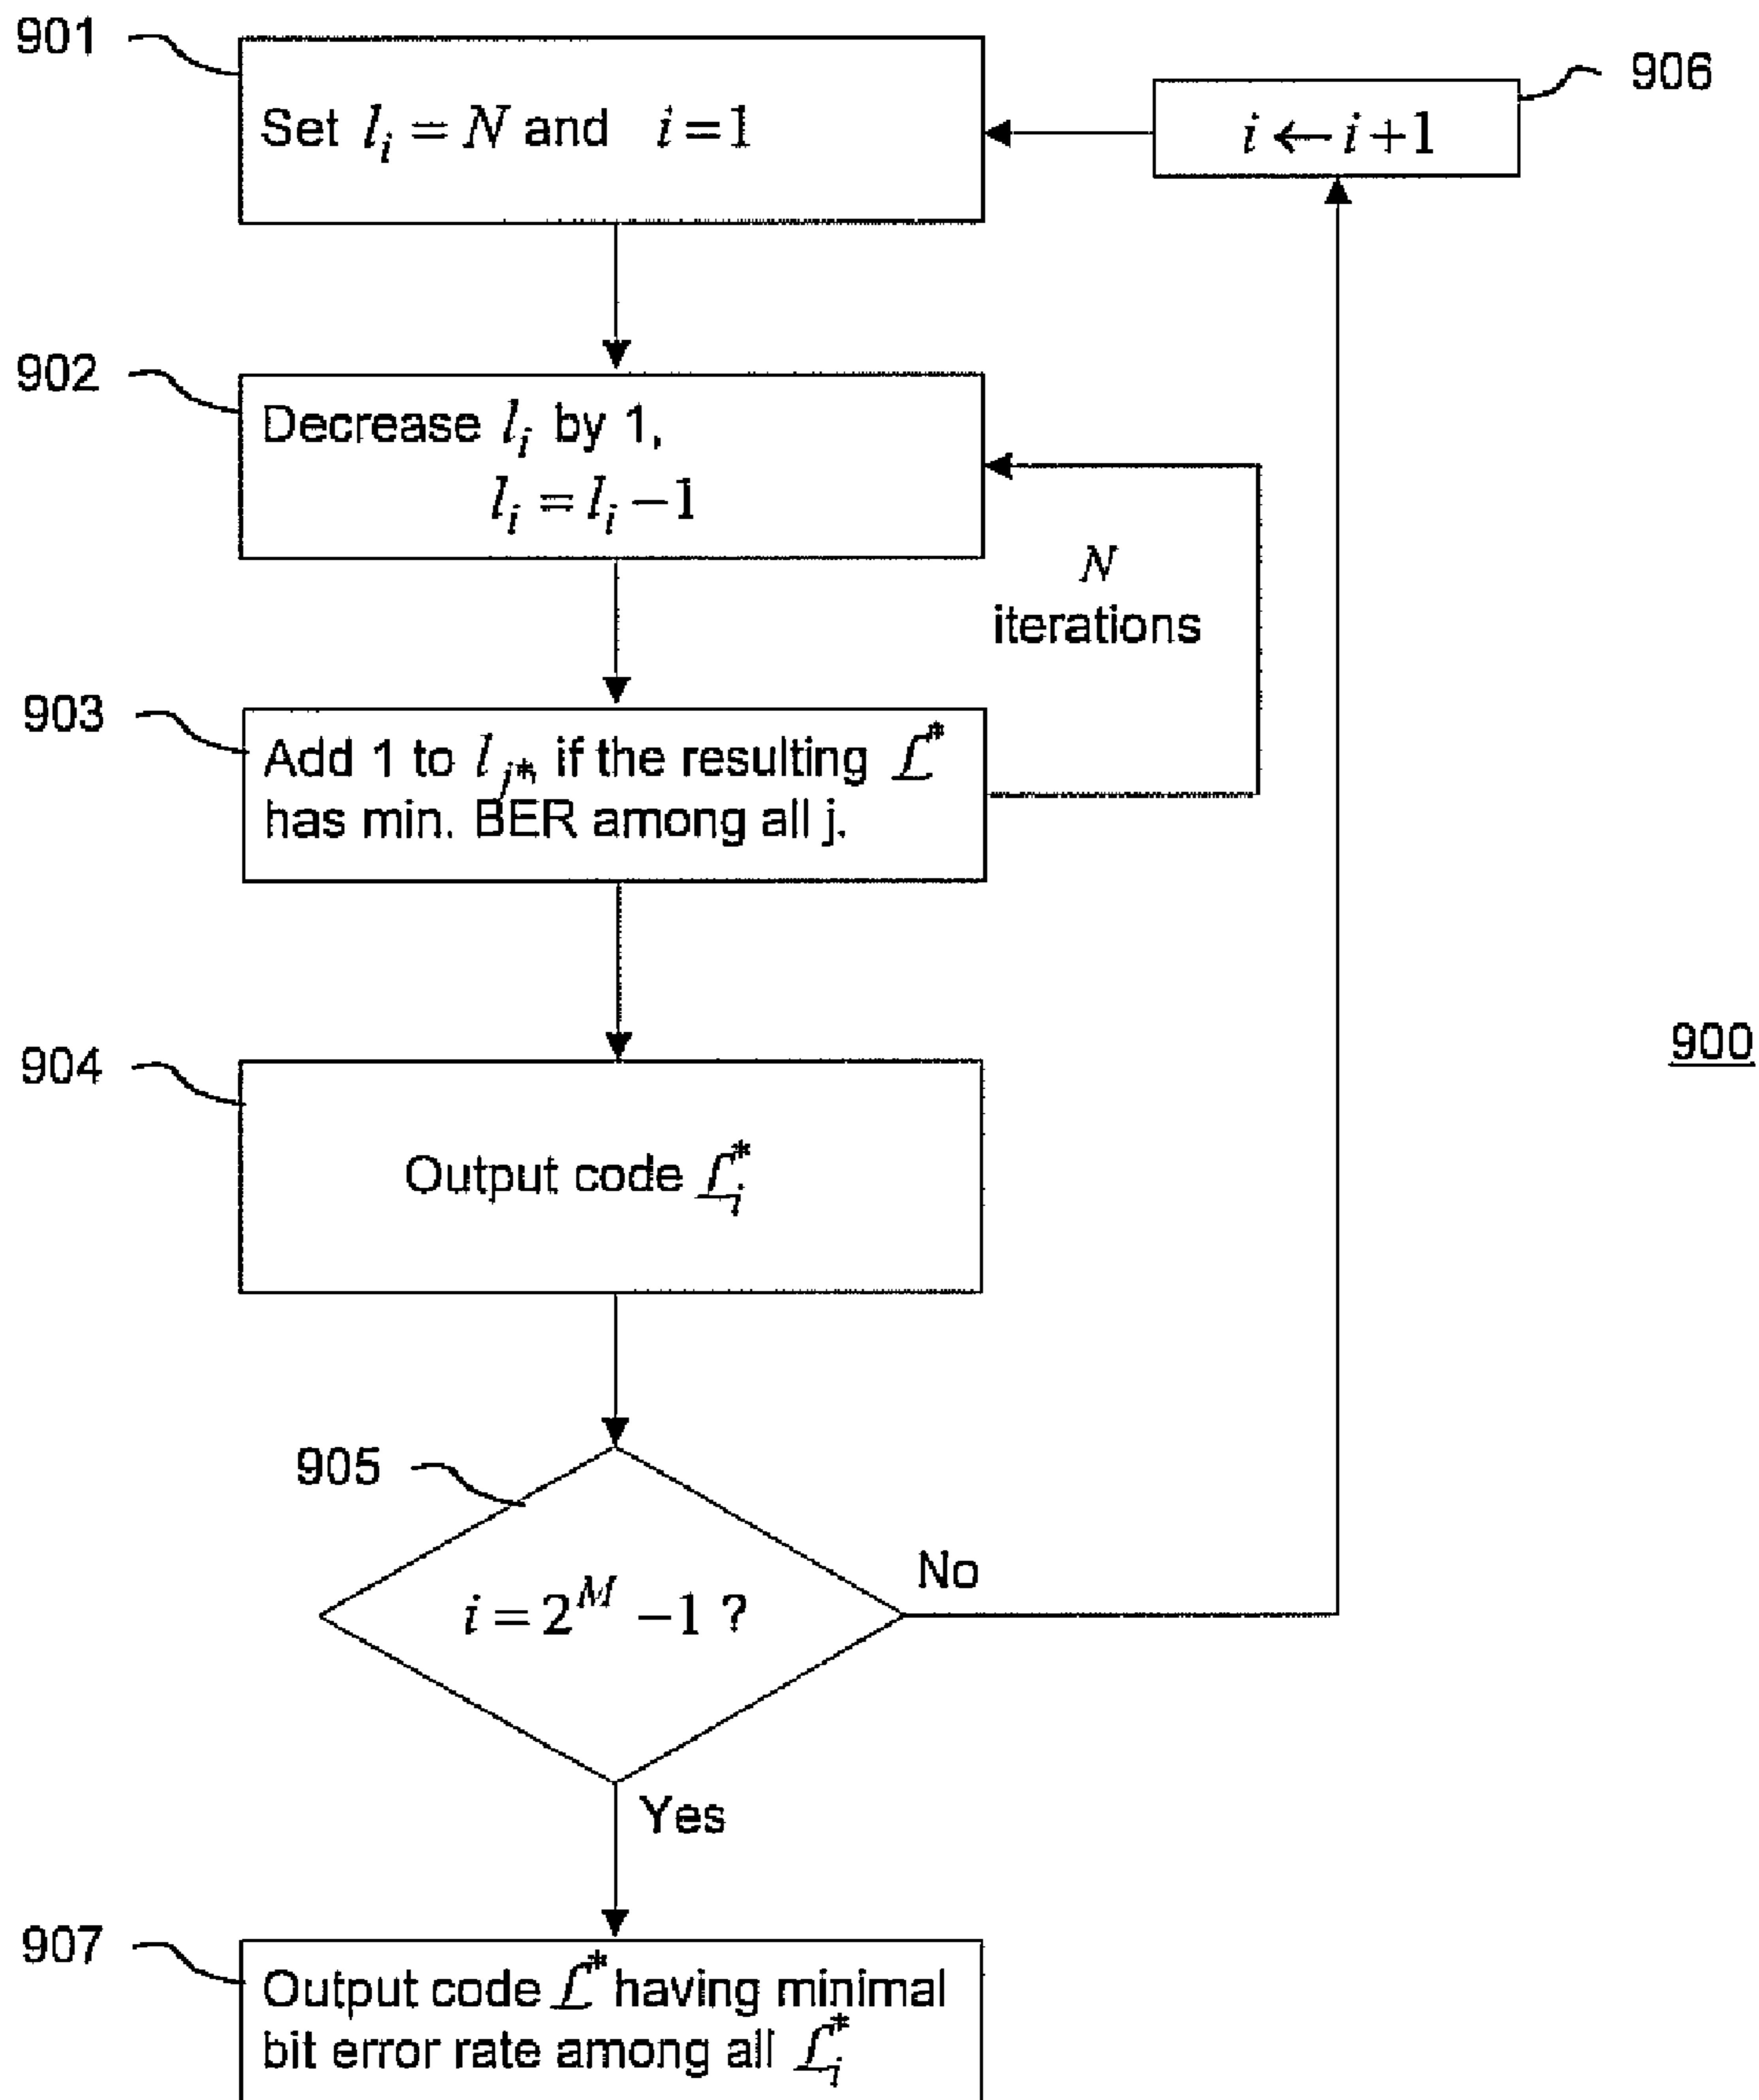 901
Set l_i = N and i = 1
906
i ← i + 1
902
Decrease l_i by 1,
l_i = l_i − 1
N
iterations
903
Add 1 to l_{j*}, if the resulting ℒ*
has min. BER among all j.
904
Output code ℒ_i*
900
905
i = 2^M − 1 ?
No
Yes
907
Output code ℒ* having minimal
bit error rate among all ℒ_i*